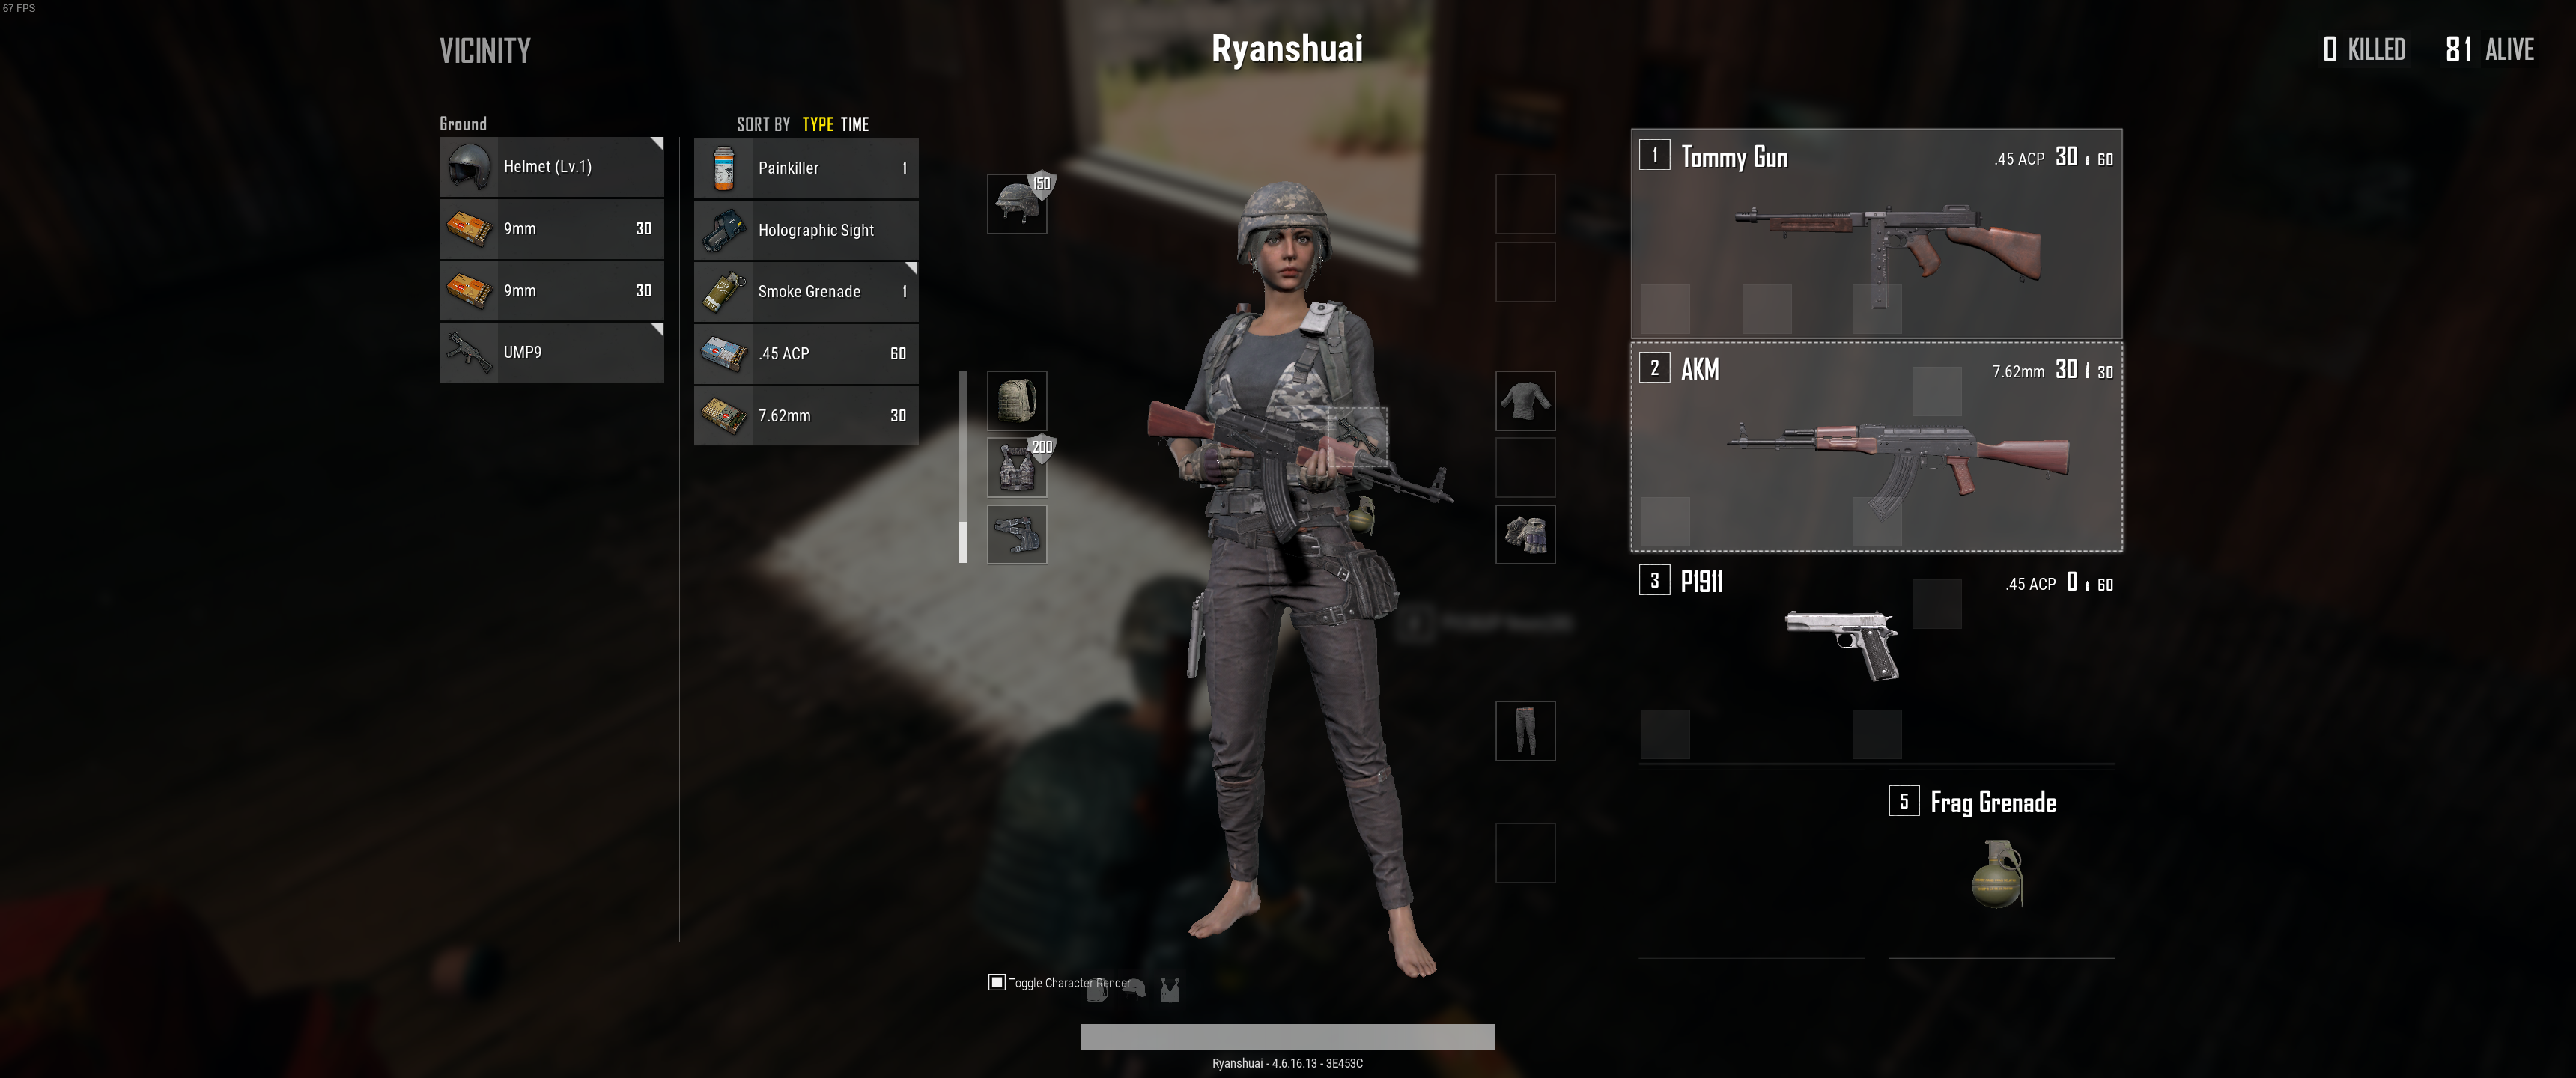 67 FPS
VICINITY
Ryanshuai
0 KILLED 81 ALIVE
Ground
SORT BY TYPE TIME
Helmet (Lv.1)
9mm 30
9mm 30
UMP9
Painkiller 1
Holographic Sight
Smoke Grenade 1
.45 ACP 60
7.62mm 30
150
200
1 Tommy Gun .45 ACP 30 60
2 AKM 7.62mm 30 30
3 P1911 .45 ACP 0 60
5 Frag Grenade
Toggle Character Render
Ryanshuai - 4.6.16.13 - 3E453C